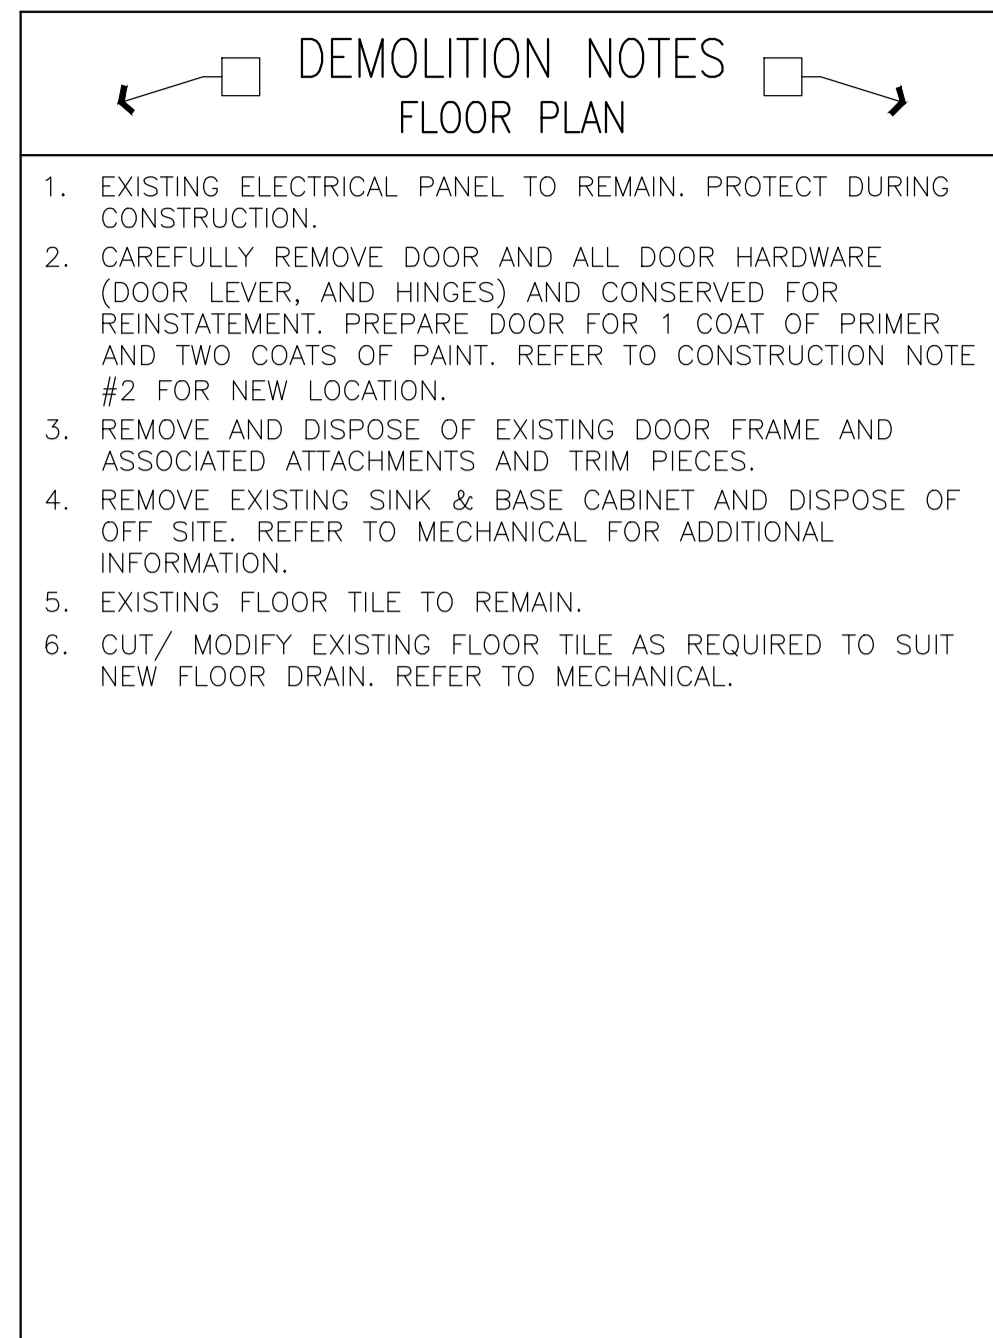 DEMOLITION NOTES
FLOOR PLAN
1. EXISTING ELECTRICAL PANEL TO REMAIN. PROTECT DURING
CONSTRUCTION.
2. CAREFULLY REMOVE DOOR AND ALL DOOR HARDWARE
(DOOR LEVER, AND HINGES) AND CONSERVED FOR
REINSTATEMENT. PREPARE DOOR FOR 1 COAT OF PRIMER
AND TWO COATS OF PAINT. REFER TO CONSTRUCTION NOTE
#2 FOR NEW LOCATION.
3. REMOVE AND DISPOSE OF EXISTING DOOR FRAME AND
ASSOCIATED ATTACHMENTS AND TRIM PIECES.
4. REMOVE EXISTING SINK & BASE CABINET AND DISPOSE OF
OFF SITE. REFER TO MECHANICAL FOR ADDITIONAL
INFORMATION.
5. EXISTING FLOOR TILE TO REMAIN.
6. CUT/ MODIFY EXISTING FLOOR TILE AS REQUIRED TO SUIT
NEW FLOOR DRAIN. REFER TO MECHANICAL.